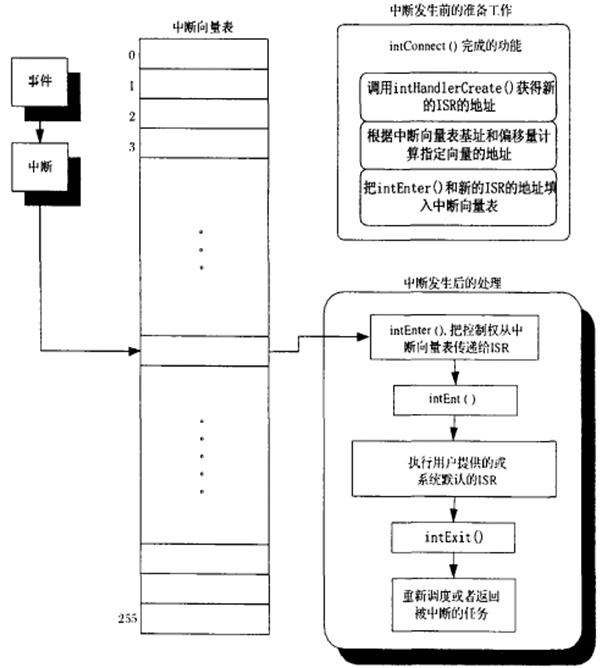 中断向量表
0
1
2
3
255
事件
中断
中断发生前的准备工作
intConnect()完成的功能
调用intHandlerCreate()获得新
的ISR的地址
根据中断向量表基址和偏移量计
算指定向量的地址
把intEnter()和新的ISR的地址填
入中断向量表
中断发生后的处理
intEnter(),把控制权从中
断向量表传递给ISR
intEnt()
执行用户提供的或
系统默认的ISR
intExit()
重新调度或者返回
被中断的任务